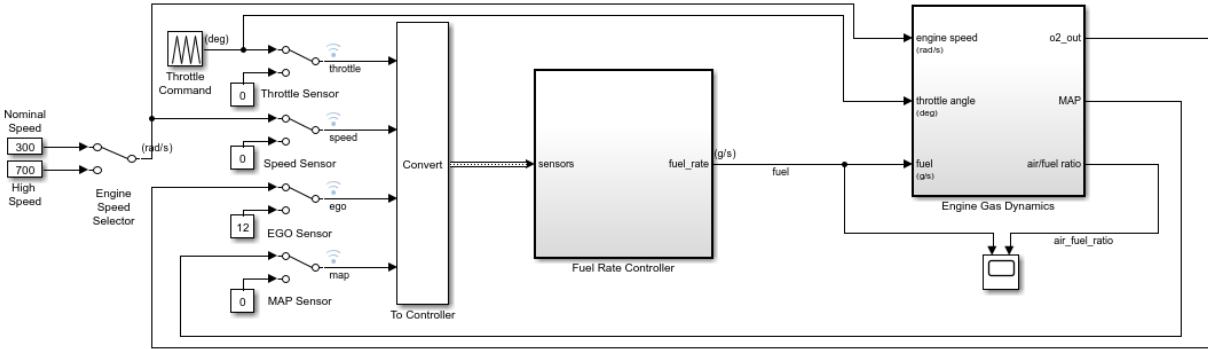 (deg)
Throttle
Command
throttle
0
Throttle Sensor
Nominal
Speed
300
700
High
Speed
(rad/s)
Engine
Speed
Selector
speed
0
Speed Sensor
ego
12
EGO Sensor
map
0
MAP Sensor
Convert
To Controller
sensors
fuel_rate
Fuel Rate Controller
(g/s)
fuel
engine speed
(rad/s)
o2_out
throttle angle
(deg)
MAP
fuel
(g/s)
air/fuel ratio
Engine Gas Dynamics
air_fuel_ratio